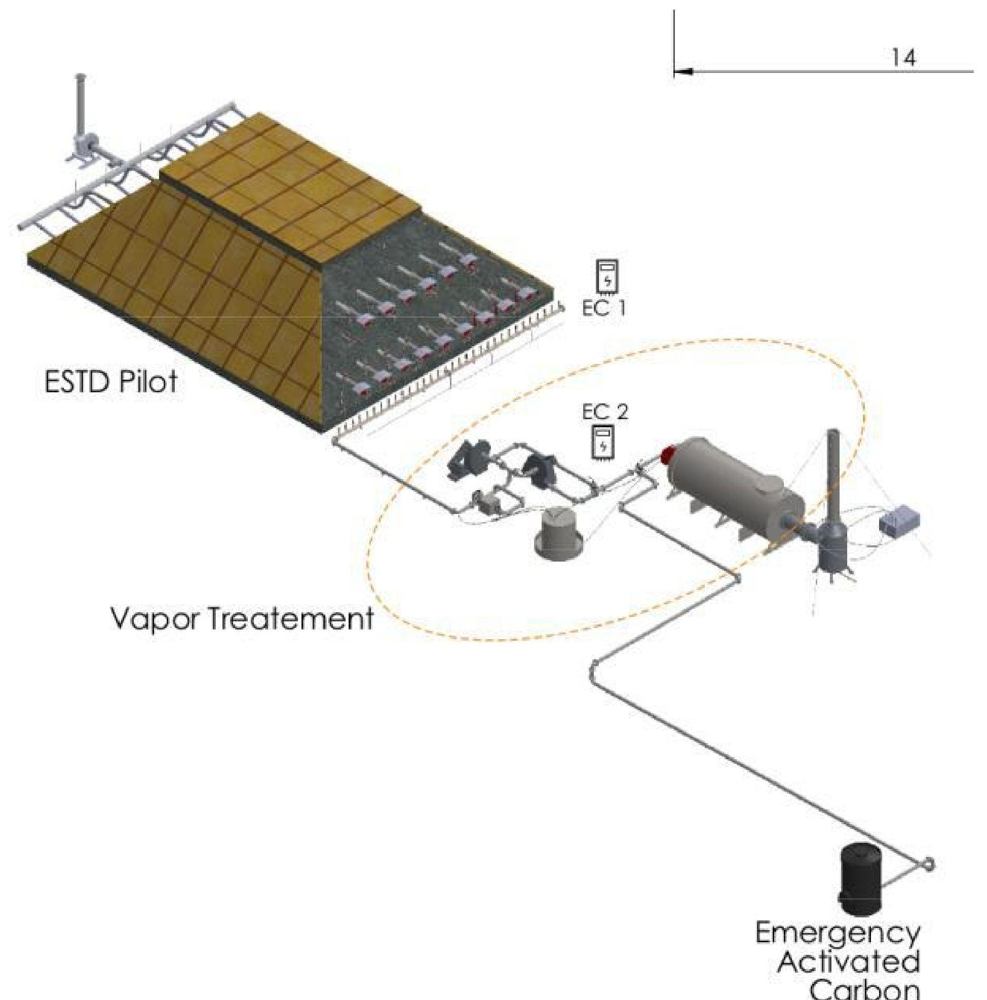 14
EC 1
ESTD Pilot
EC 2
Vapor Treatement
Emergency
Activated
Carbon